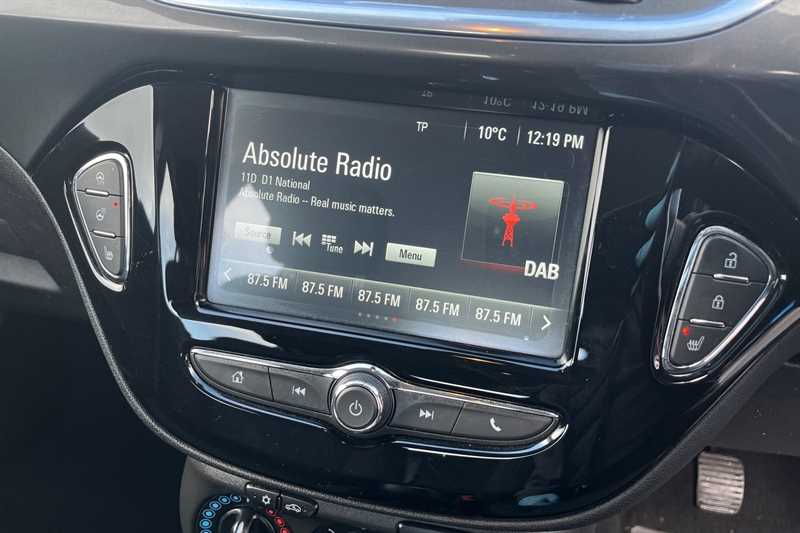 TP 10°C 12:19 PM
Absolute Radio
11D D1 National
Absolute Radio -- Real music matters.
DAB
Source Tune Menu
87.5 FM 87.5 FM 87.5 FM 87.5 FM 87.5 FM